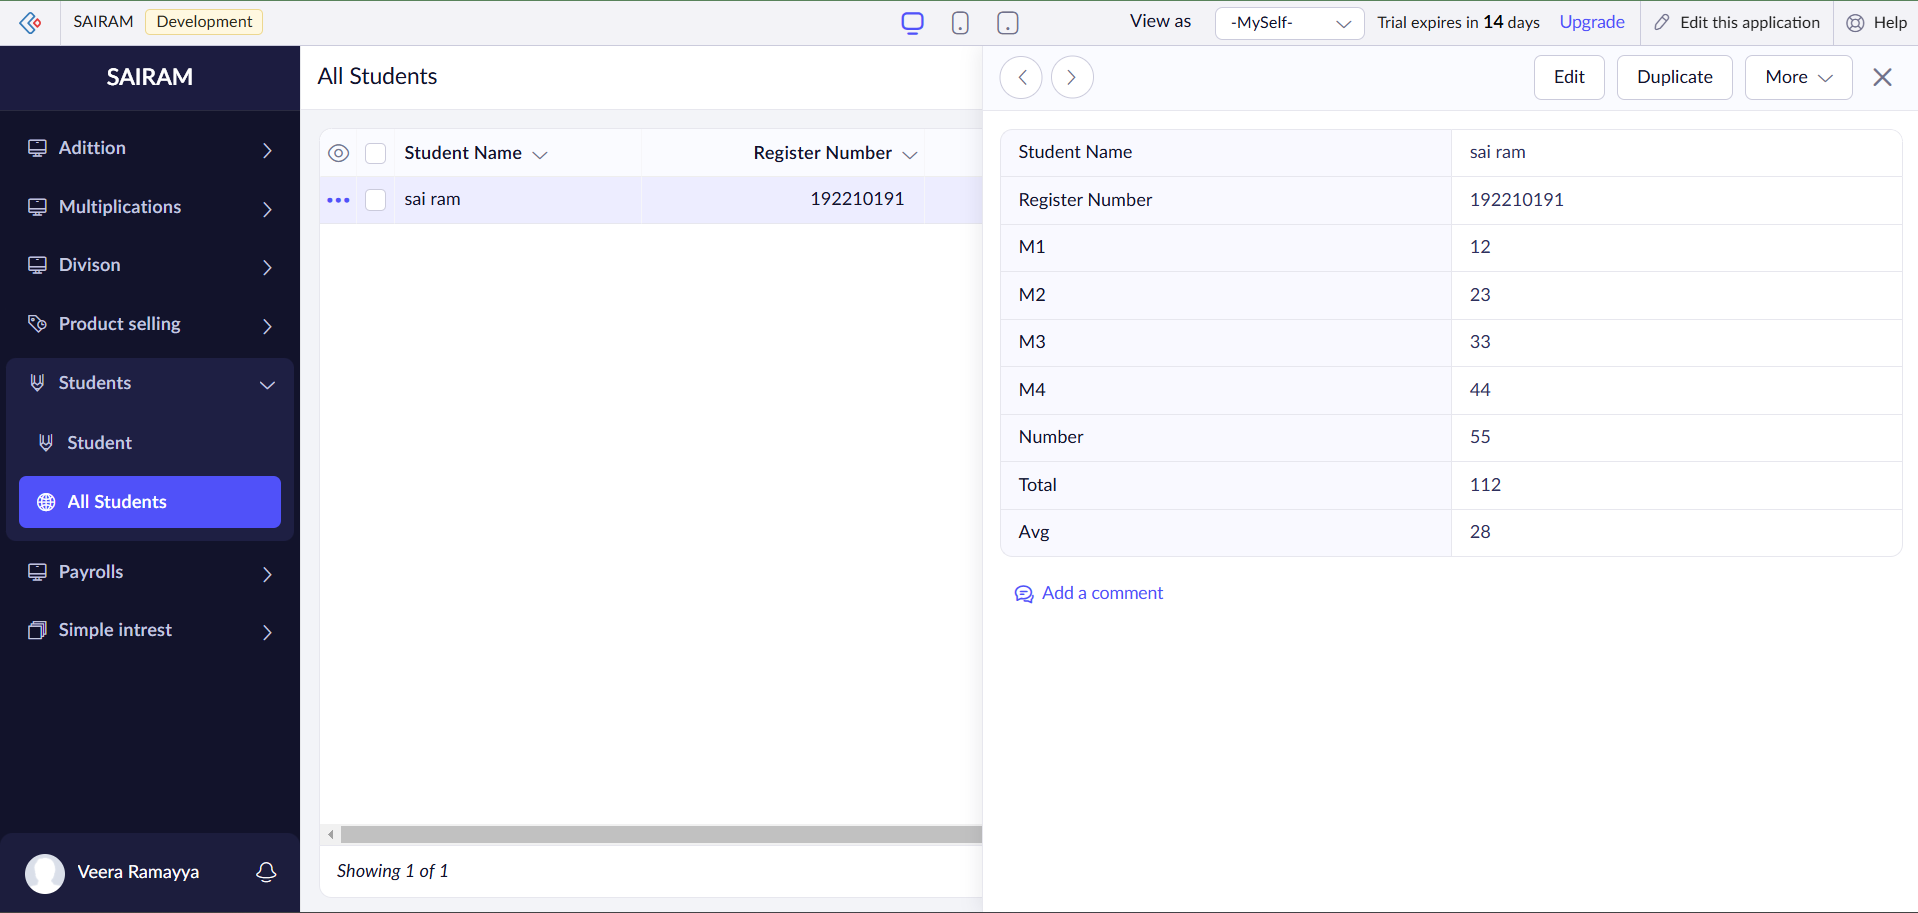 SAIRAM Development View as -MySelf- Trial expires in 14 days Upgrade Edit this application Help
SAIRAM
Adittion
Multiplications
Divison
Product selling
Students
Student
All Students
Payrolls
Simple intrest
Veera Ramayya
All Students
Student Name Register Number
sai ram 192210191
Showing 1 of 1
Edit Duplicate More
Student Name sai ram
Register Number 192210191
M1 12
M2 23
M3 33
M4 44
Number 55
Total 112
Avg 28
Add a comment